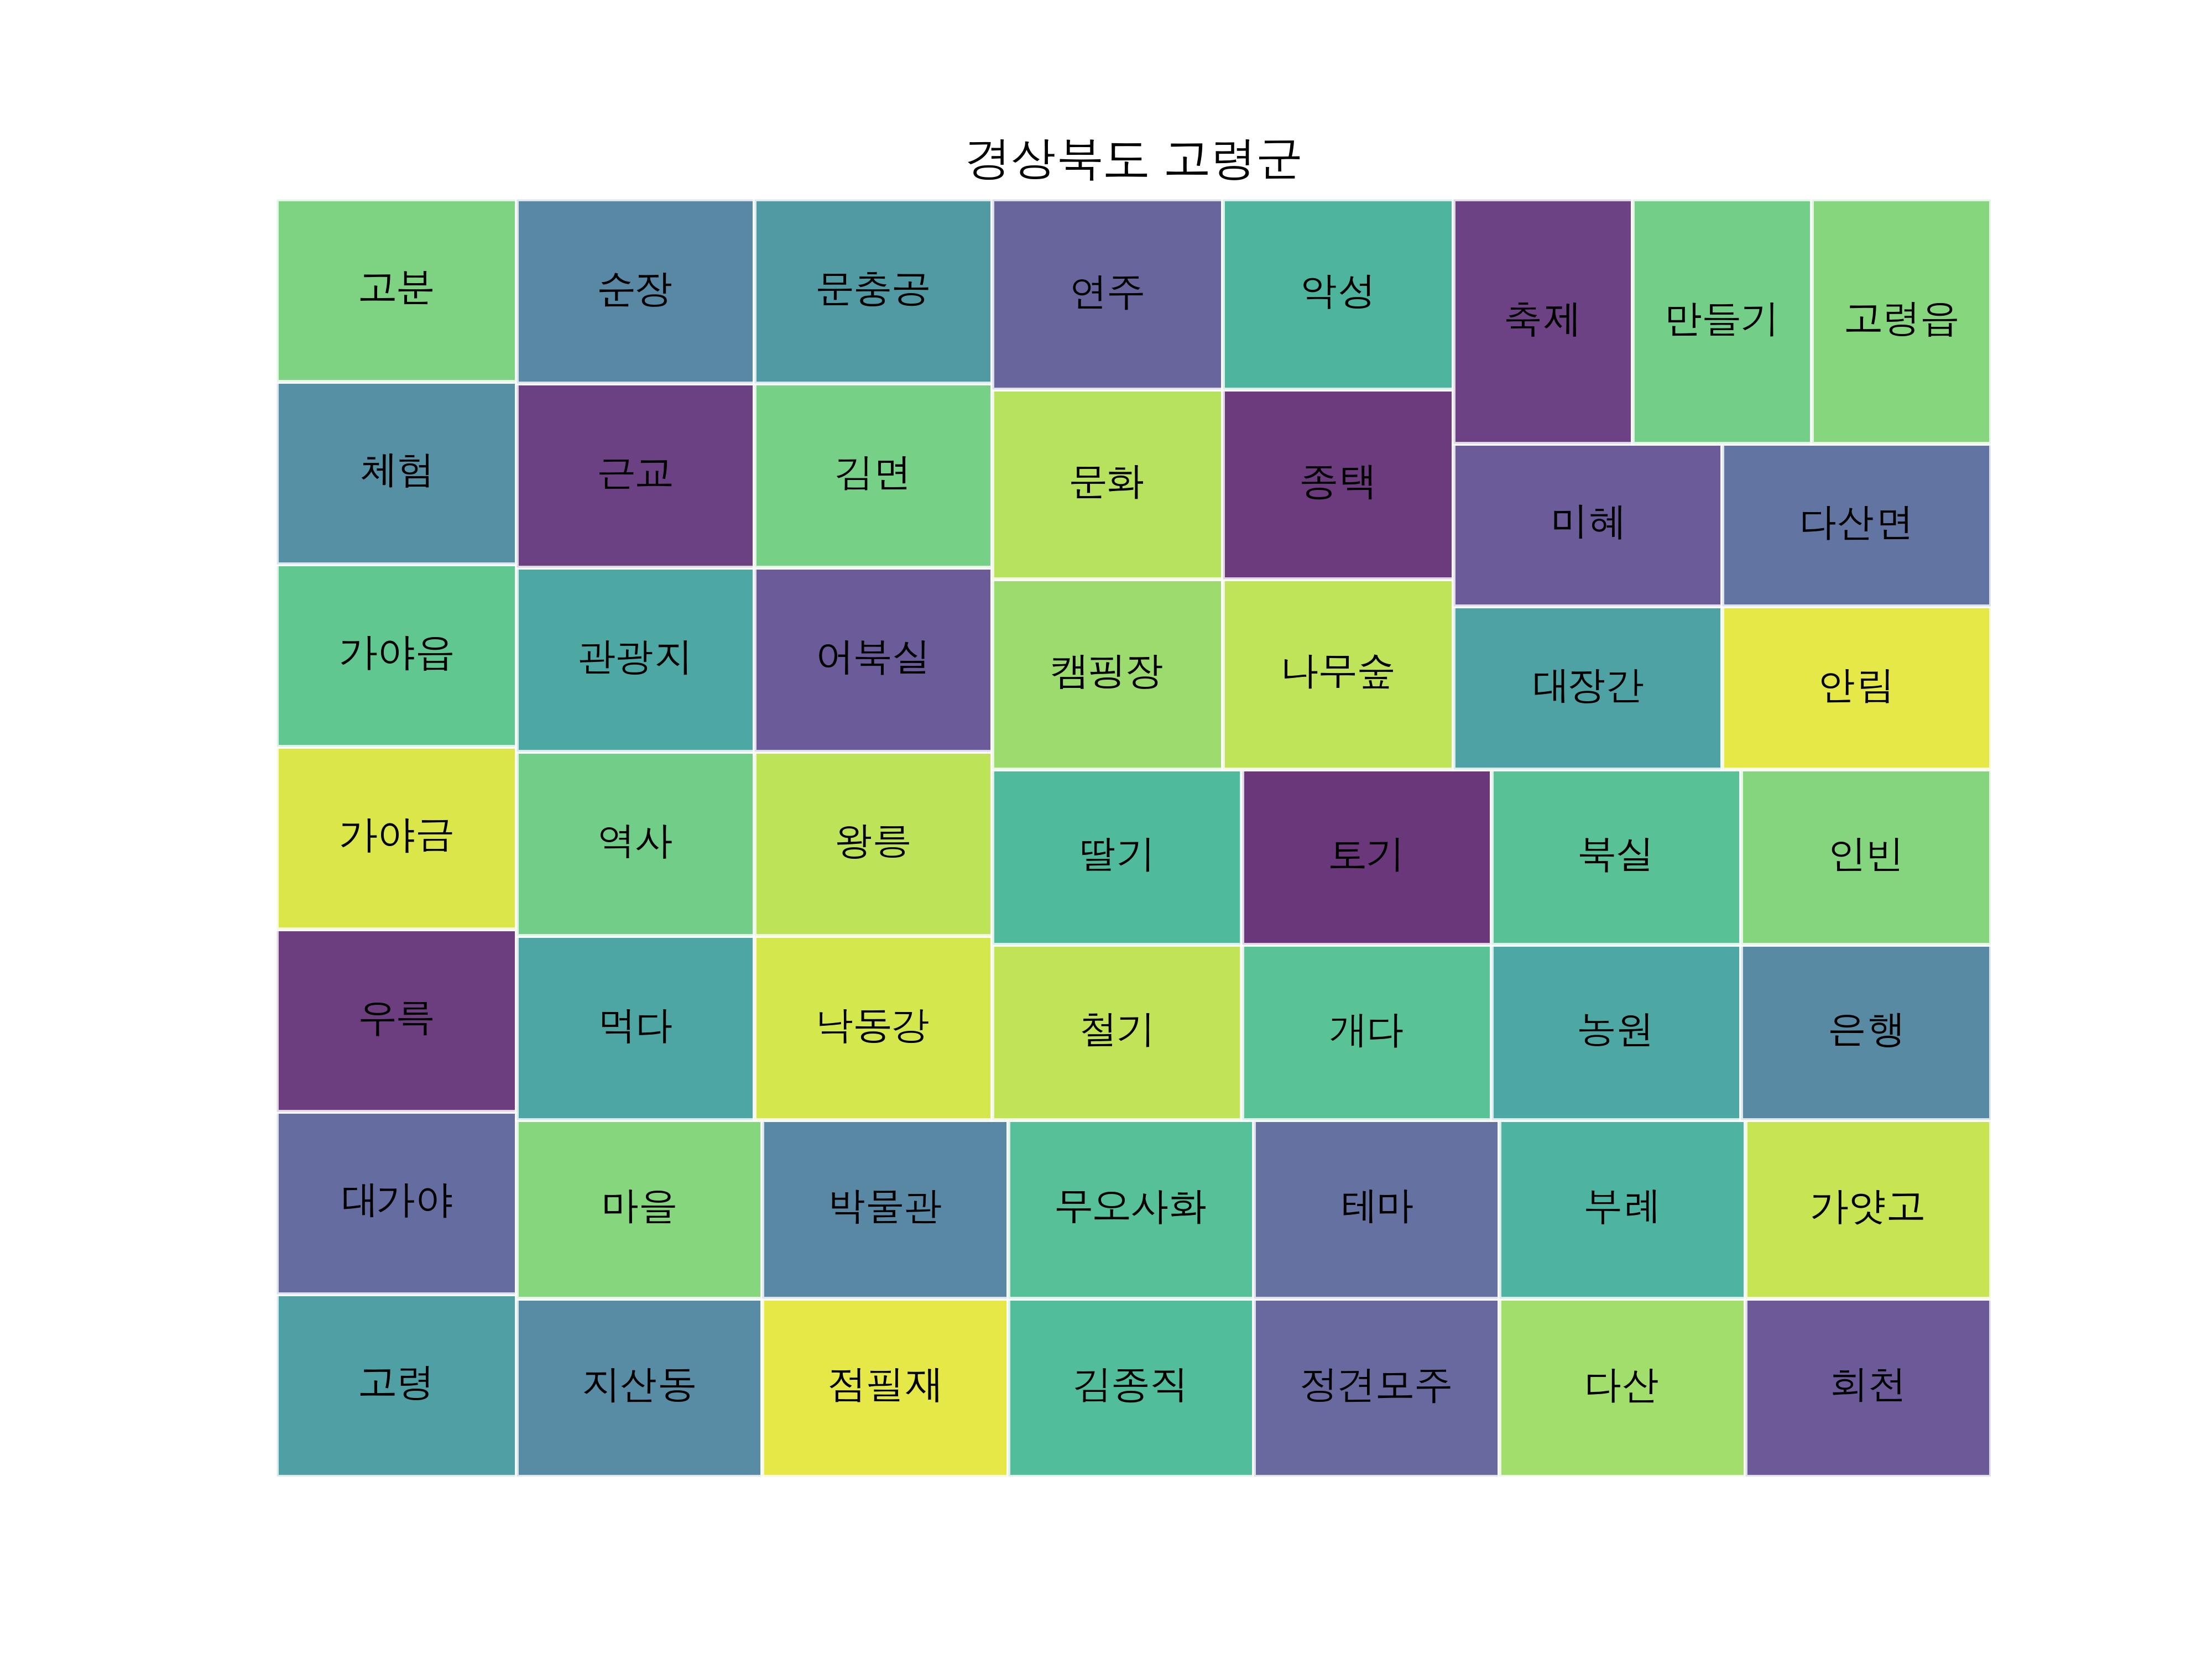 경상북도 고령군
고분
순장
문충공
연주
악성
축제
만들기
고령읍
체험
근교
김면
문화
종택
미혜
다산면
가야읍
관광지
어북실
캠핑장
나무숲
대장간
안림
가야금
역사
왕릉
딸기
토기
북실
인빈
우륵
먹다
낙동강
철기
개다
농원
은행
대가야
마을
박물관
무오사화
테마
부례
가얏고
고령
지산동
점필재
김종직
정견모주
다산
회천